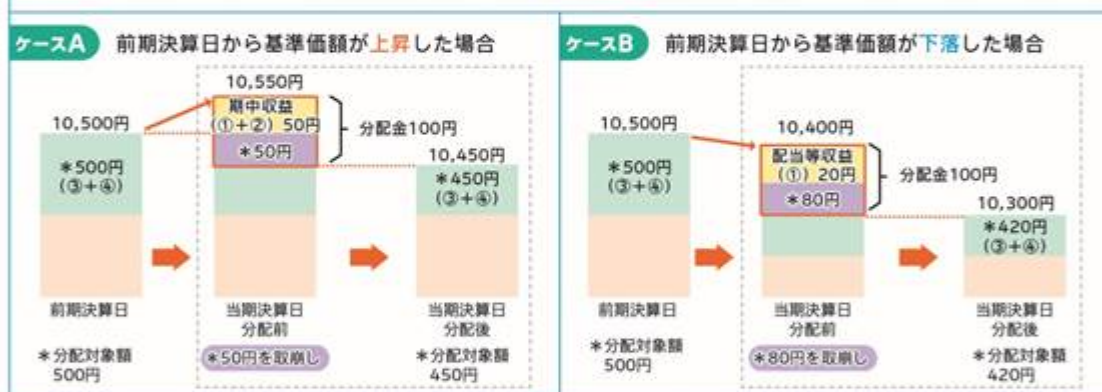 ケースA 前期決算日から基準価額が上昇した場合
10,550円
期中収益
(①+②) 50円
*50円
分配金100円
10,500円
*500円
(③+④)
10,450円
*450円
(③+④)
前期決算日
当期決算日
分配前
当期決算日
分配後
*分配対象額
500円
*50円を取崩し
*分配対象額
450円
ケースB 前期決算日から基準価額が下落した場合
10,500円
*500円
(③+④)
10,400円
配当等収益
(①) 20円
*80円
分配金100円
10,300円
*420円
(③+④)
前期決算日
当期決算日
分配前
当期決算日
分配後
*分配対象額
500円
*80円を取崩し
*分配対象額
420円